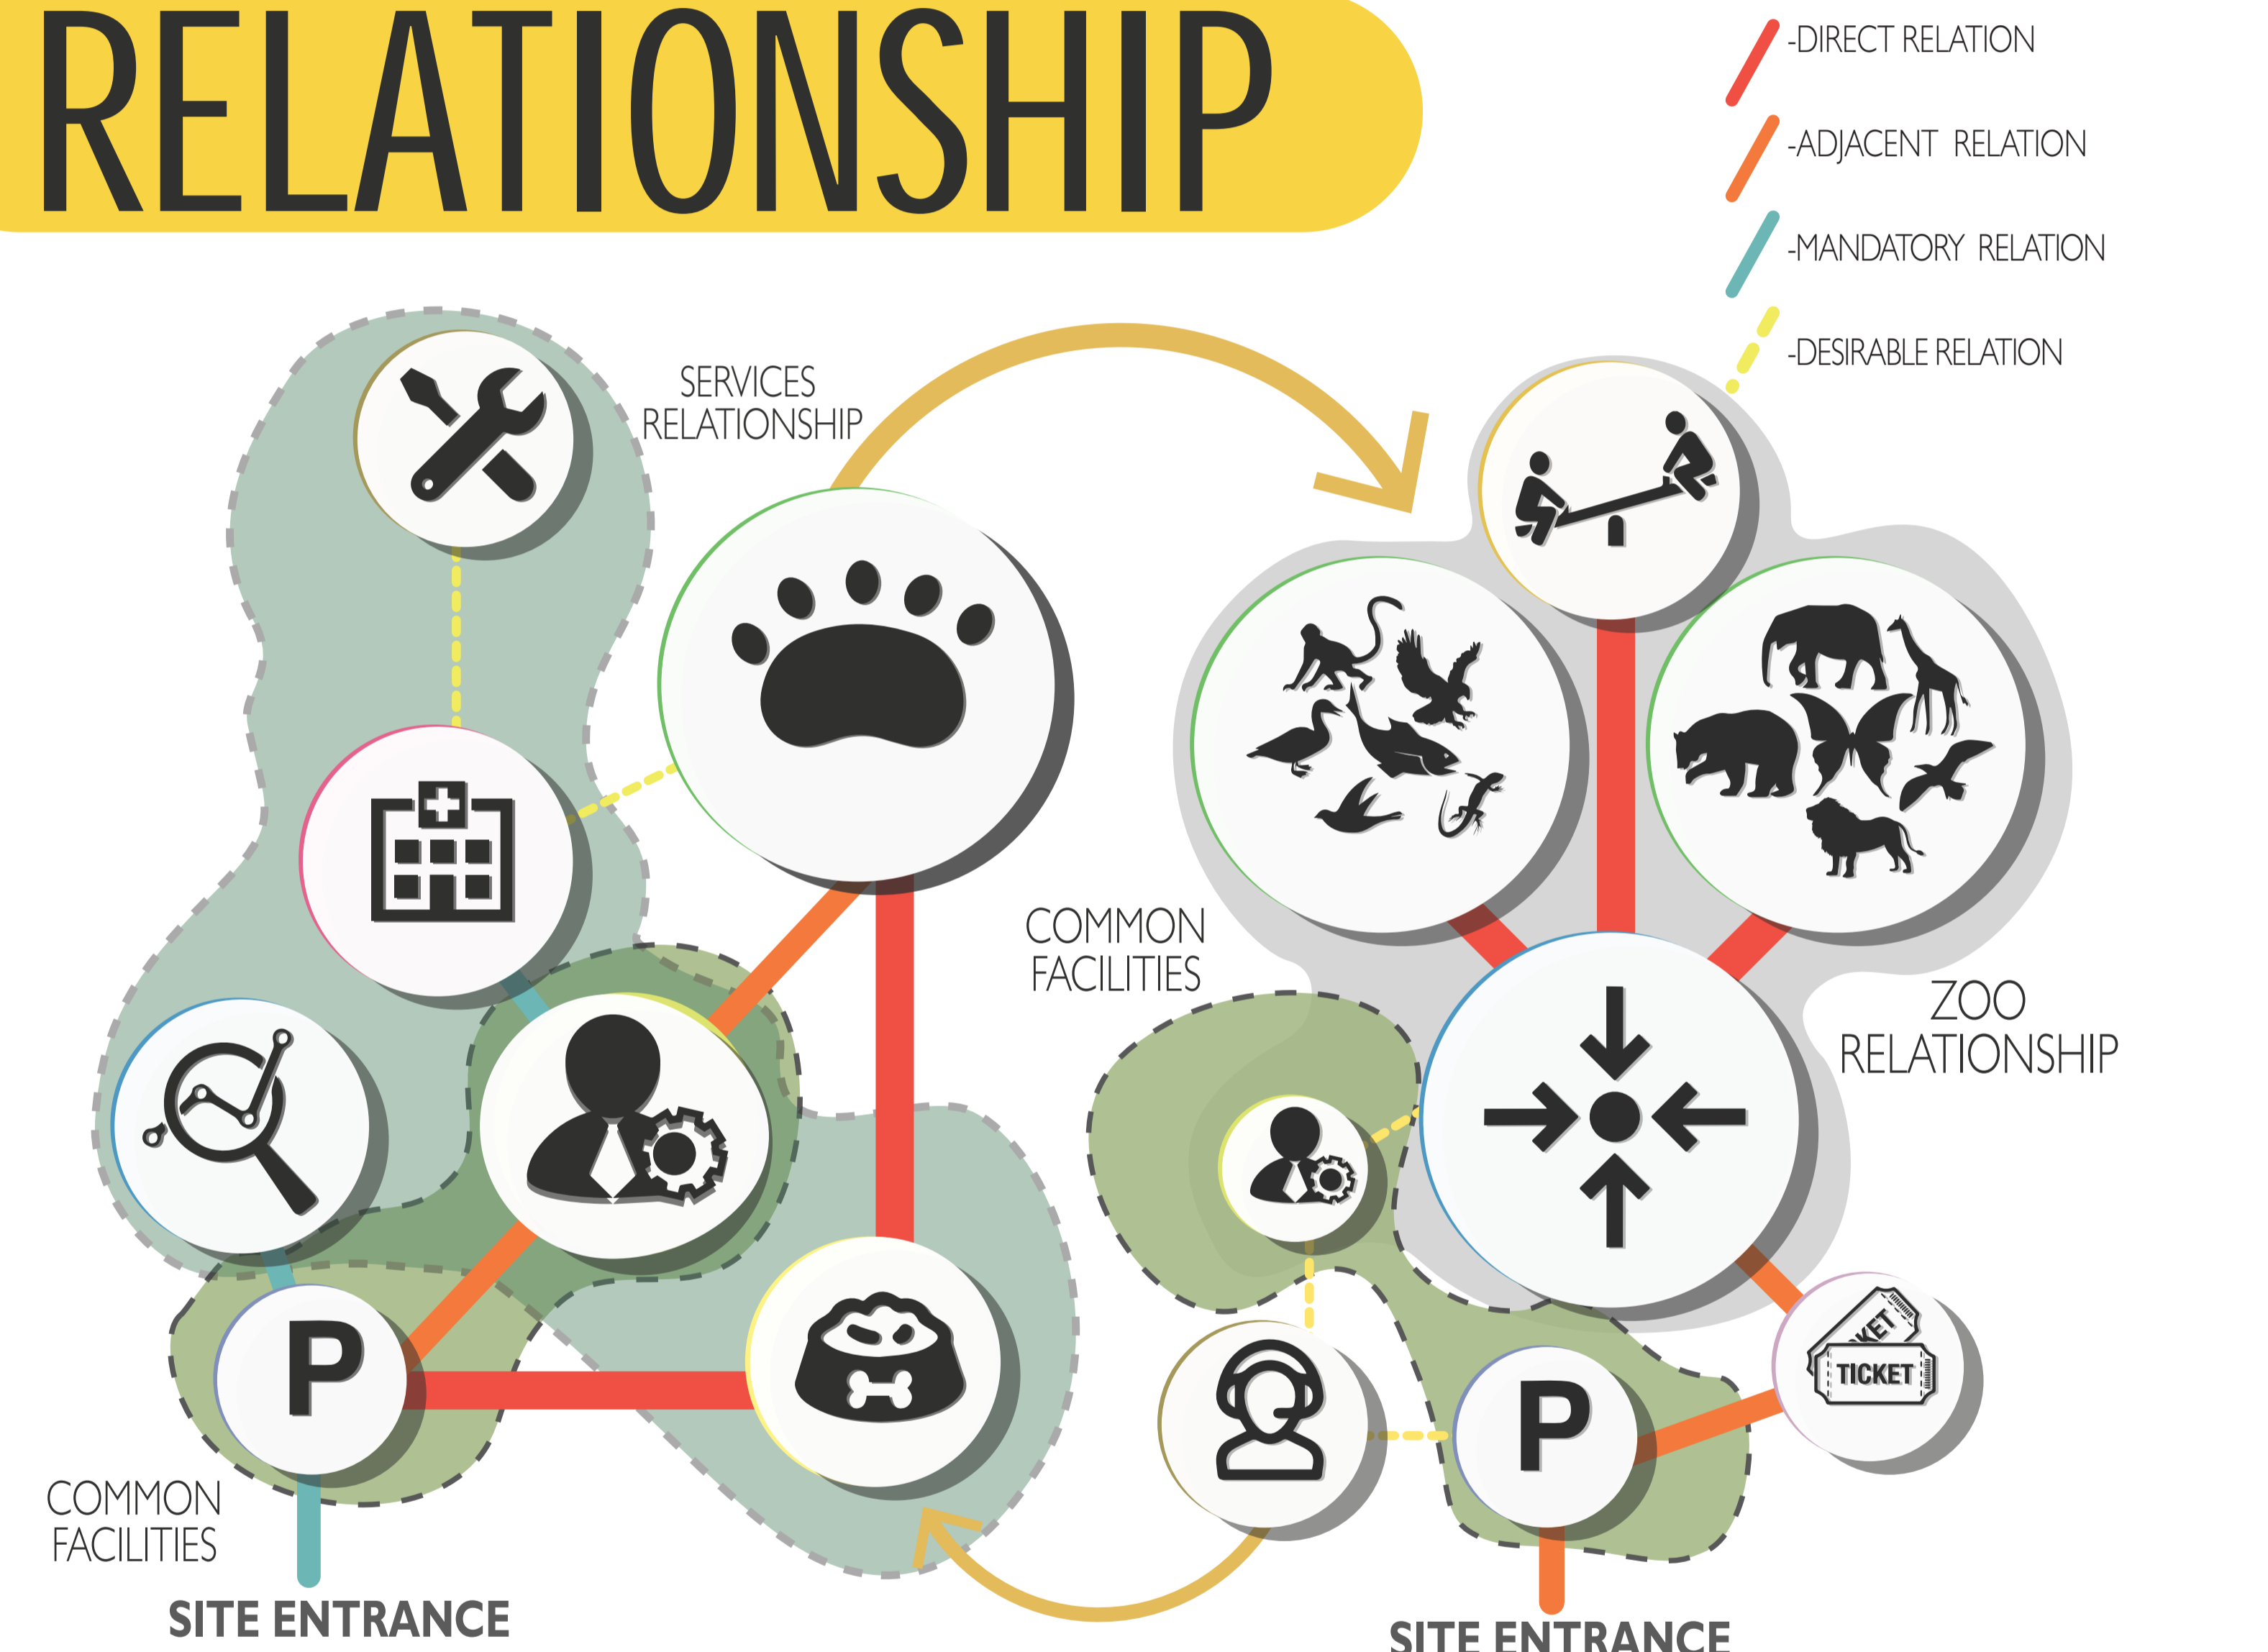 RELATIONSHIP
-DIRECT RELATION
-ADJACENT RELATION
-MANDATORY RELATION
-DESIRABLE RELATION
SERVICES
RELATIONSHIP
COMMON
FACILITIES
ZOO
RELATIONSHIP
KET
TICKET
P
P
COMMON
FACILITIES
SITE ENTRANCE
SITE ENTRANCE